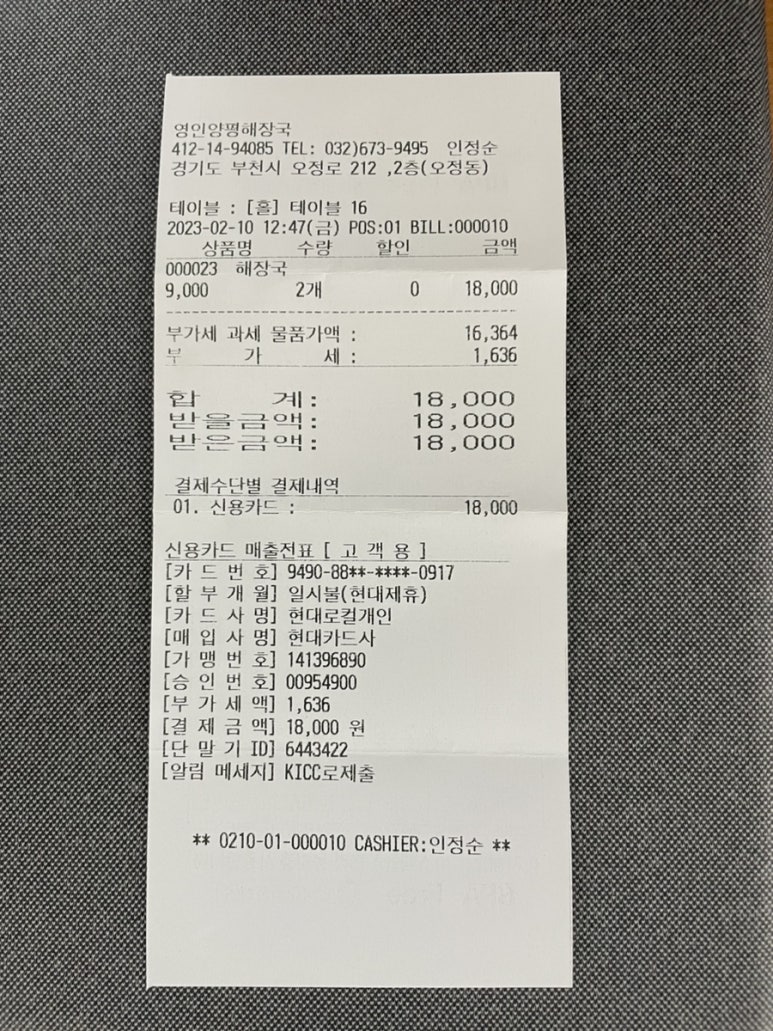 영인양평해장국
412-14-94085 TEL: 032)673-9495 인정순
경기도 부천시 오정로 212 ,2층(오정동)
테이블 : [홀] 테이블 16
2023-02-10 12:47(금) POS:01 BILL:000010
상품명 수량 할인 금액
000023 해장국
9,000 2개 0 18,000
부가세 과세 물품가액 : 16,364
부 가 세 : 1,636
합 계: 18,000
받을금액: 18,000
받은금액: 18,000
결제수단별 결제내역
01. 신용카드 : 18,000
신용카드 매출전표 [ 고 객 용 ]
[카 드 번 호] 9490-88**-****-0917
[할 부 개 월] 일시불(현대제휴)
[카 드 사 명] 현대로컬개인
[매 입 사 명] 현대카드사
[가 맹 번 호] 141396890
[승 인 번 호] 00954900
[부 가 세 액] 1,636
[결 제 금 액] 18,000 원
[단 말 기 ID] 6443422
[알림 메세지] KICC로제출
** 0210-01-000010 CASHIER:인정순 **